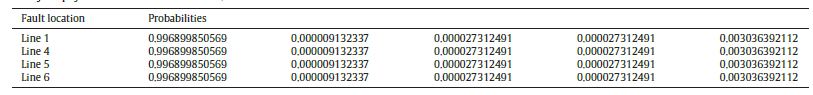 Fault location Probabilities
Line 1 0,996899850569 0,000009132337 0,000027312491 0,000027312491 0,003036392112
Line 4 0,996899850569 0,000009132337 0,000027312491 0,000027312491 0,003036392112
Line 5 0,996899850569 0,000009132337 0,000027312491 0,000027312491 0,003036392112
Line 6 0,996899850569 0,000009132337 0,000027312491 0,000027312491 0,003036392112